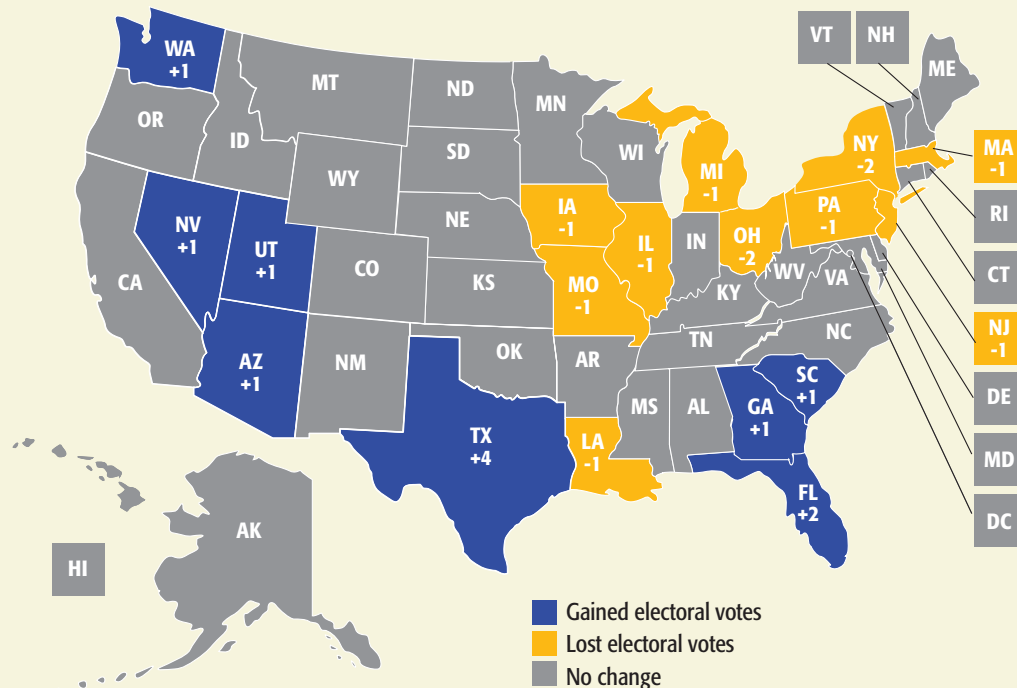 WA
+1
OR
ID
MT
ND
MN
SD
WI
WY
NE
IA
-1
NV
+1
UT
+1
CA
CO
KS
MO
-1
IL
-1
IN
MI
-1
OH
-2
PA
-1
NY
-2
VT
NH
ME
MA
-1
RI
CT
NJ
-1
DE
MD
DC
WV
VA
KY
NC
TN
OK
AR
AZ
+1
NM
TX
+4
LA
-1
MS
AL
GA
+1
SC
+1
FL
+2
AK
HI
Gained electoral votes
Lost electoral votes
No change